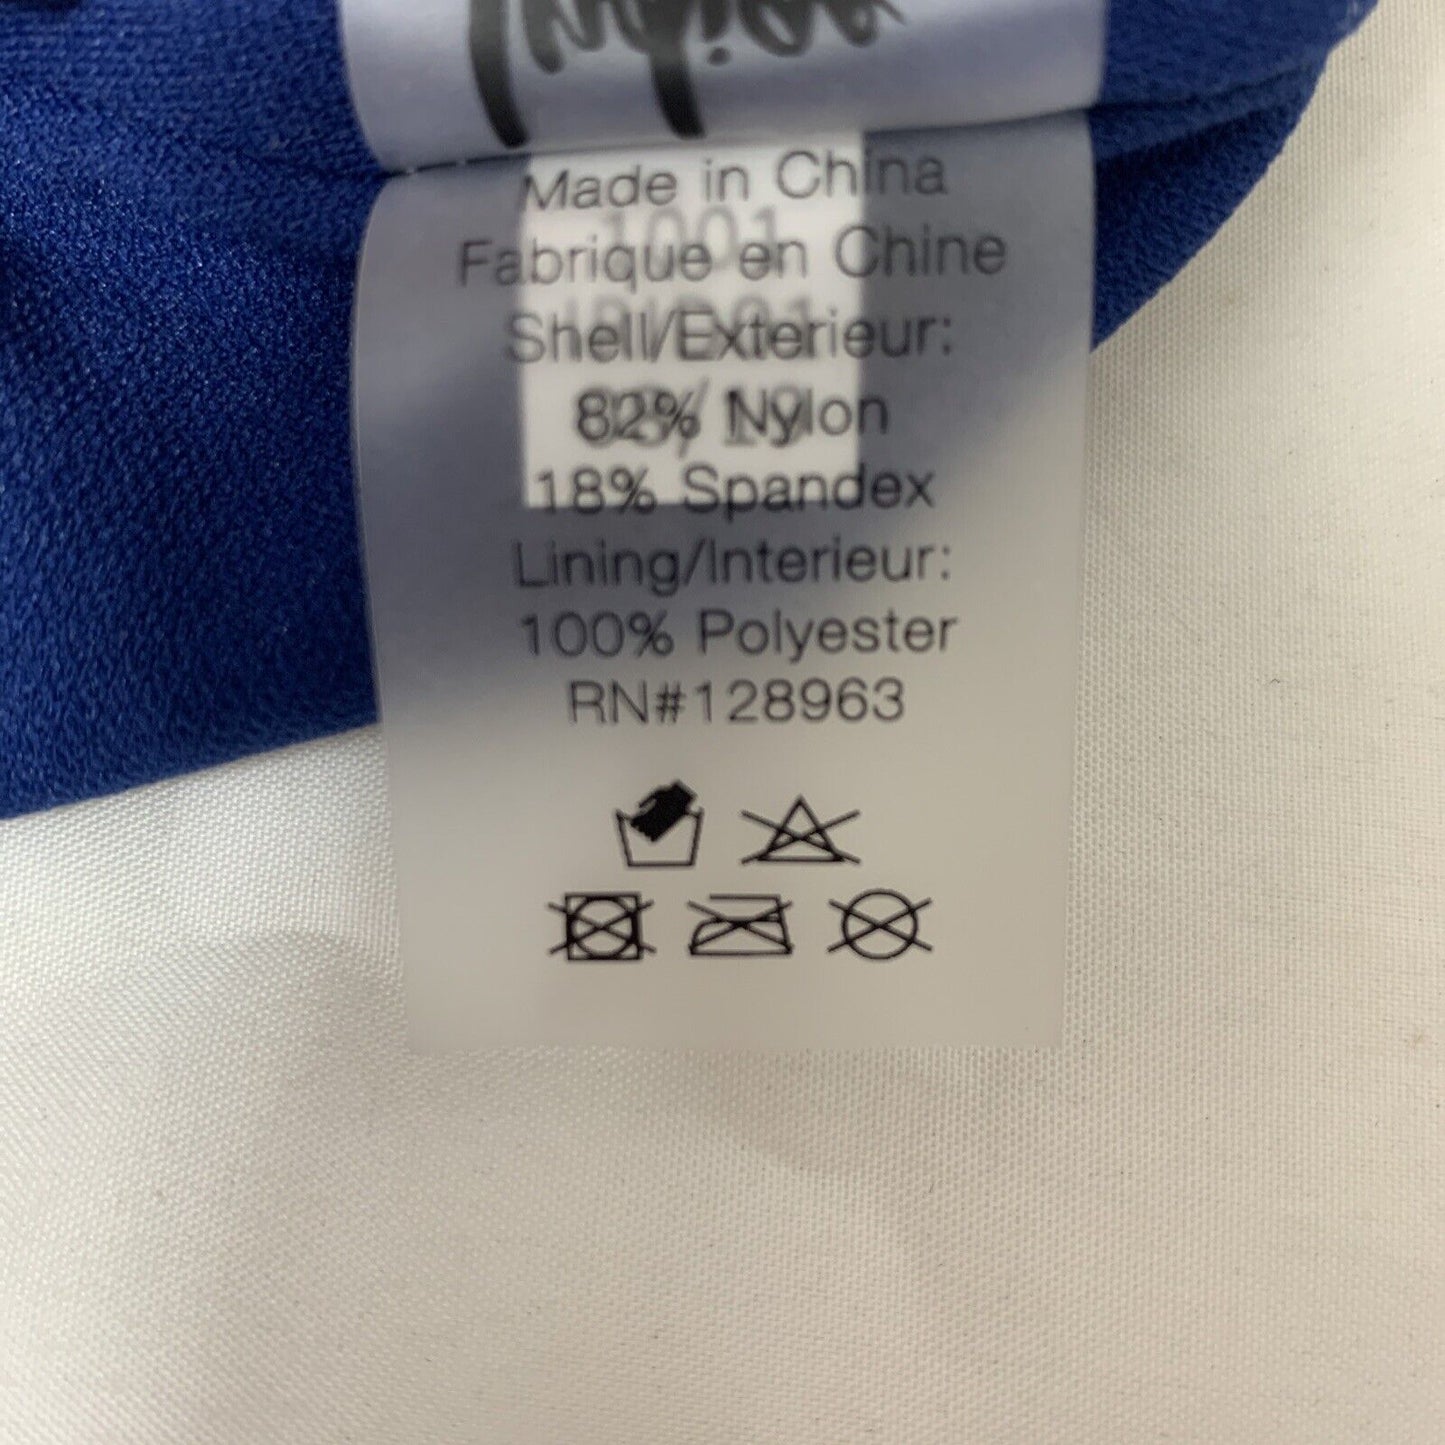 Made in China
Fabrique en Chine
Shell/Exterieur:
82% Nylon
18% Spandex
Lining/Interieur:
100% Polyester
RN#128963